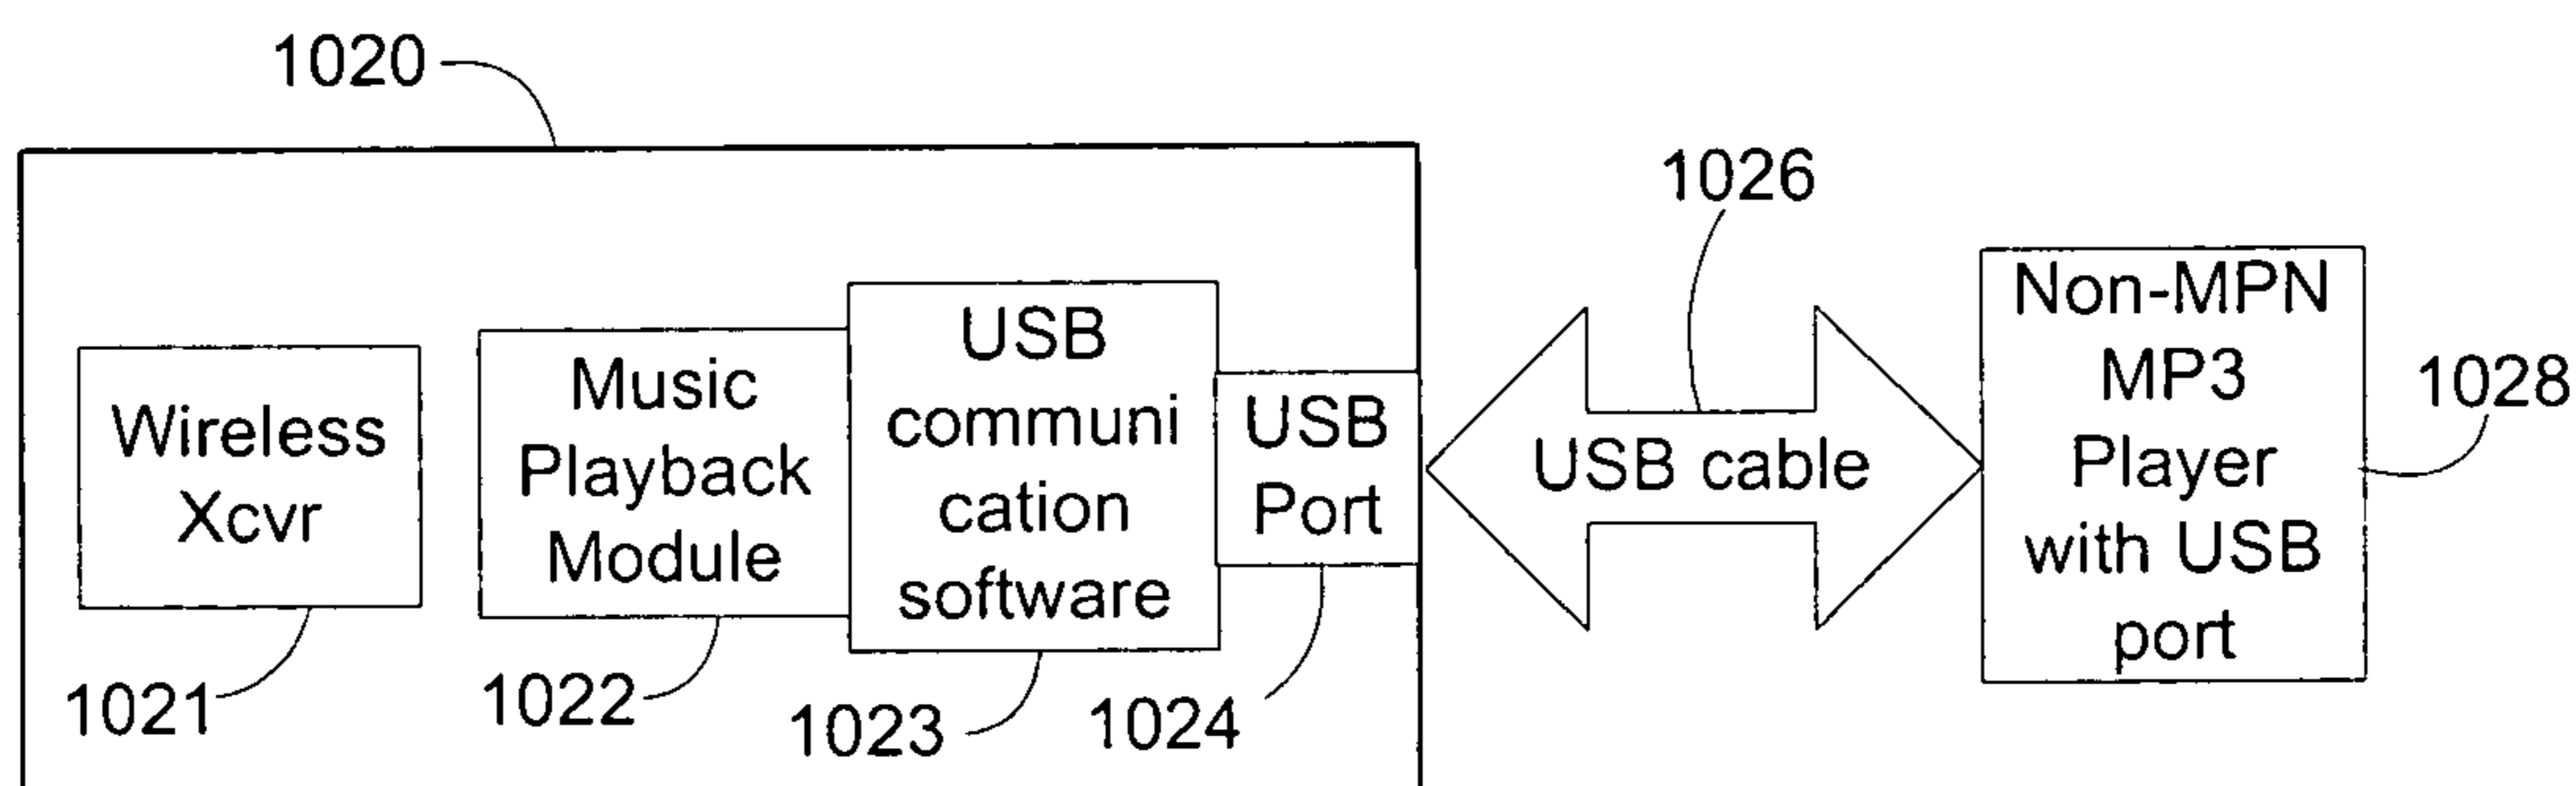 1020
1026
Wireless
Xcvr
1021
Music
Playback
Module
1022
USB
communi
cation
software
1023
USB
Port
1024
USB cable
Non-MPN
MP3
Player
with USB
port
1028